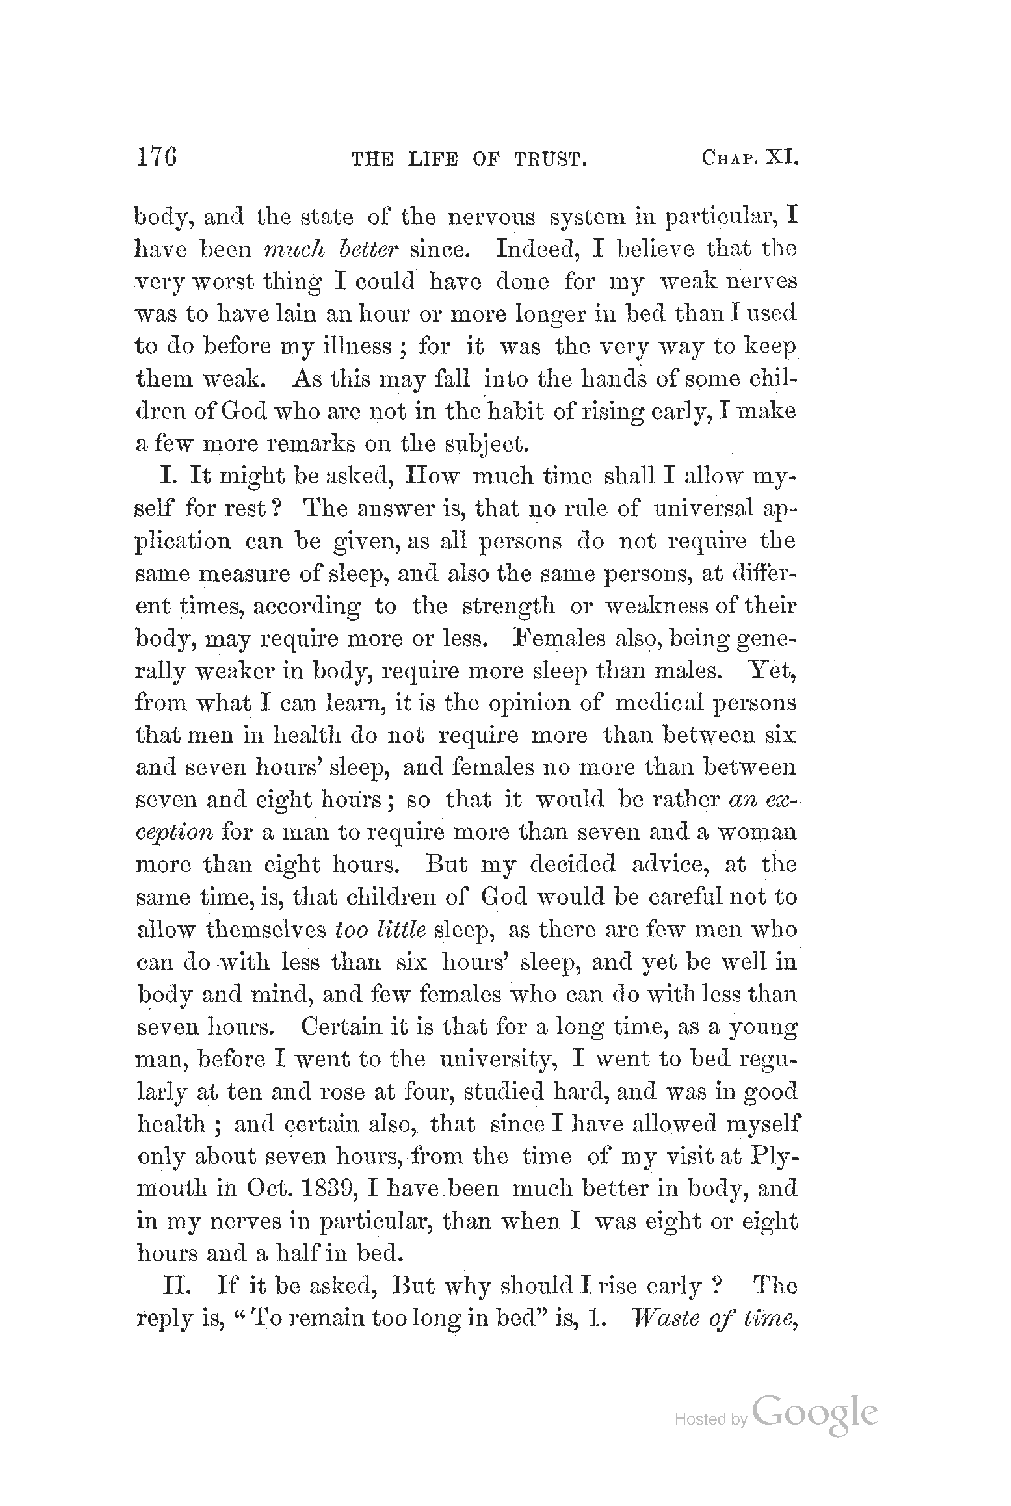 176 THE LIFE OF TRUST. CHAP. XI.
body, and the state of the nervous system in particular, I
have been much better since. Indeed, I believe that the
very worst thing I could have done for my weak nerves
was to have lain an hour or more longer in bed than I used
to do before my illness; for it was the very way to keep
them weak. As this may fall into the hands of some chil-
dren of God who are not in the habit of rising early, I make
a few more remarks on the subject.
I. It might be asked, How much time shall I allow my-
self for rest? The answer is, that no rule of universal ap-
plication can be given, as all persons do not require the
same measure of sleep, and also the same persons, at differ-
ent times, according to the strength or weakness of their
body, may require more or less. Females also, being gene-
rally weaker in body, require more sleep than males. Yet,
from what I can learn, it is the opinion of medical persons
that men in health do not require more than between six
and seven hours' sleep, and females no more than between
seven and eight hours; so that it would be rather an ex-
ception for a man to require more than seven and a woman
more than eight hours. But my decided advice, at the
same time, is, that children of God would be careful not to
allow themselves too little sleep, as there are few men who
can do with less than six hours' sleep, and yet be well in
body and mind, and few females who can do with less than
seven hours. Certain it is that for a long time, as a young
man, before I went to the university, I went to bed regu-
larly at ten and rose at four, studied hard, and was in good
health; and certain also, that since I have allowed myself
only about seven hours, from the time of my visit at Ply-
mouth in Oct. 1839, I have been much better in body, and
in my nerves in particular, than when I was eight or eight
hours and a half in bed.
II. If it be asked, But why should I rise early? The
reply is, "To remain too long in bed" is, 1. Waste of time,
Hosted by Google